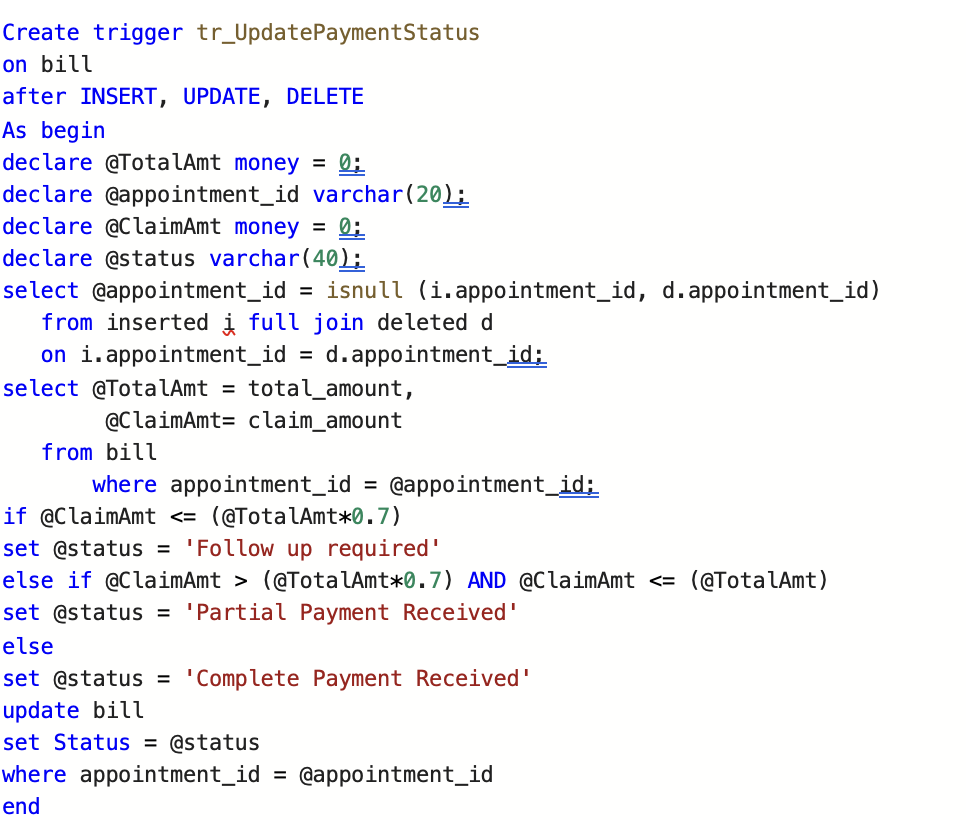 Create trigger tr_UpdatePaymentStatus
on bill
after INSERT, UPDATE, DELETE
As begin
declare @TotalAmt money = 0;
declare @appointment_id varchar(20);
declare @ClaimAmt money = 0;
declare @status varchar(40);
select @appointment_id = isnull (i.appointment_id, d.appointment_id)
   from inserted i full join deleted d
   on i.appointment_id = d.appointment_id;
select @TotalAmt = total_amount,
        @ClaimAmt= claim_amount
   from bill
       where appointment_id = @appointment_id;
if @ClaimAmt <= (@TotalAmt*0.7)
set @status = 'Follow up required'
else if @ClaimAmt > (@TotalAmt*0.7) AND @ClaimAmt <= (@TotalAmt)
set @status = 'Partial Payment Received'
else
set @status = 'Complete Payment Received'
update bill
set Status = @status
where appointment_id = @appointment_id
end